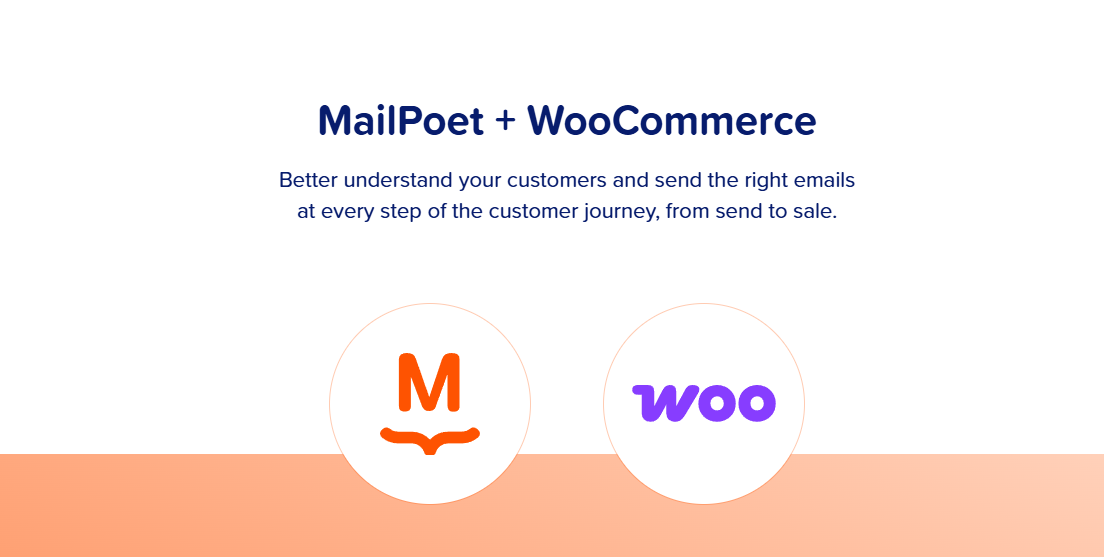 MailPoet + WooCommerce
Better understand your customers and send the right emails
at every step of the customer journey, from send to sale.
M
woo